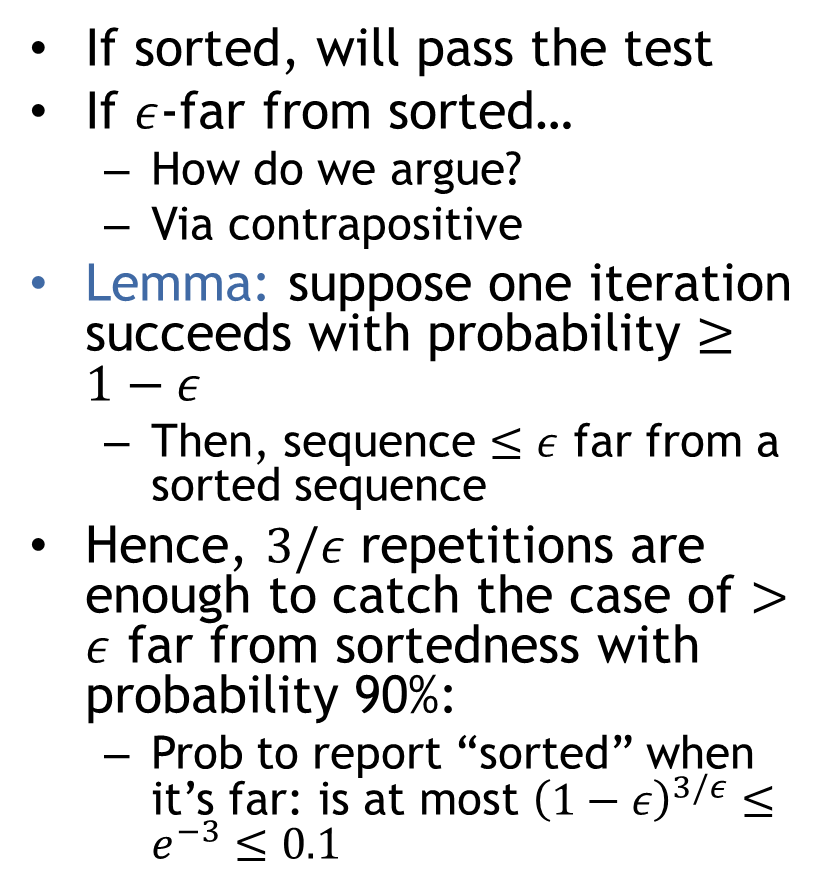 • If sorted, will pass the test
• If ϵ-far from sorted…
– How do we argue?
– Via contrapositive
• Lemma: suppose one iteration
succeeds with probability ≥
1 − ϵ
– Then, sequence ≤ ϵ far from a
sorted sequence
• Hence, 3/ϵ repetitions are
enough to catch the case of >
ϵ far from sortedness with
probability 90%:
– Prob to report “sorted” when
it’s far: is at most (1 − ϵ)^{3/ϵ} ≤
e^{−3} ≤ 0.1